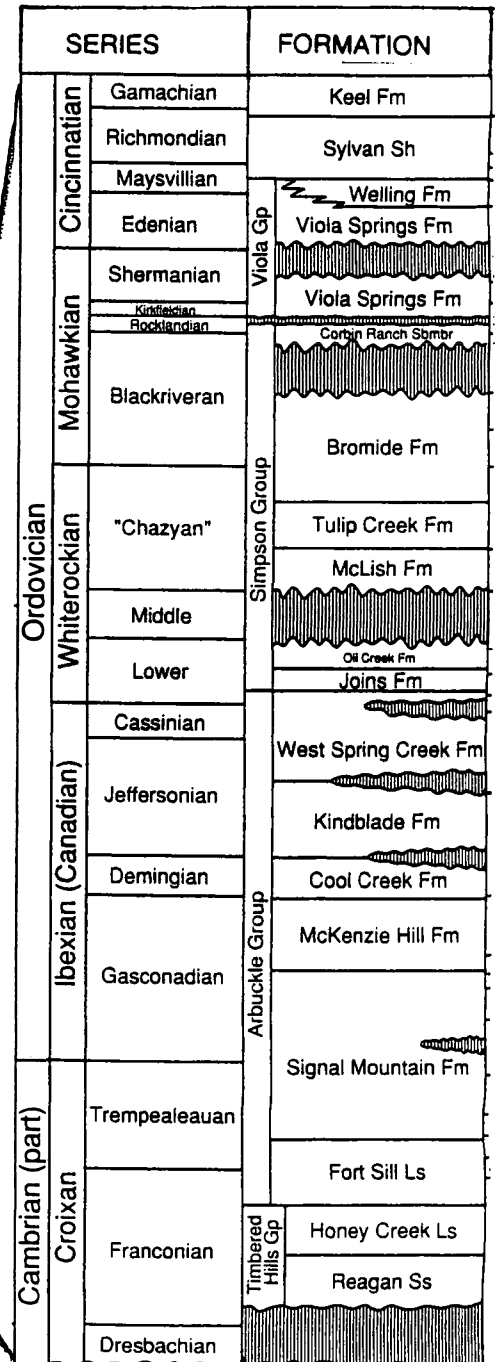 SERIES
FORMATION
Ordovician
Cambrian (part)
Cincinnatian
Mohawkian
Whiterockian
Ibexian (Canadian)
Croixan
Gamachian
Richmondian
Maysvillian
Edenian
Shermanian
Kirkfieldian
Rocklandian
Blackriveran
"Chazyan"
Middle
Lower
Cassinian
Jeffersonian
Demingian
Gasconadian
Trempealeauan
Franconian
Dresbachian
Viola Gp
Simpson Group
Arbuckle Group
Timbered
Hills Gp
Keel Fm
Sylvan Sh
Welling Fm
Viola Springs Fm
Viola Springs Fm
Corbin Ranch Sbmbr
Bromide Fm
Tulip Creek Fm
McLish Fm
Oil Creek Fm
Joins Fm
West Spring Creek Fm
Kindblade Fm
Cool Creek Fm
McKenzie Hill Fm
Signal Mountain Fm
Fort Sill Ls
Honey Creek Ls
Reagan Ss